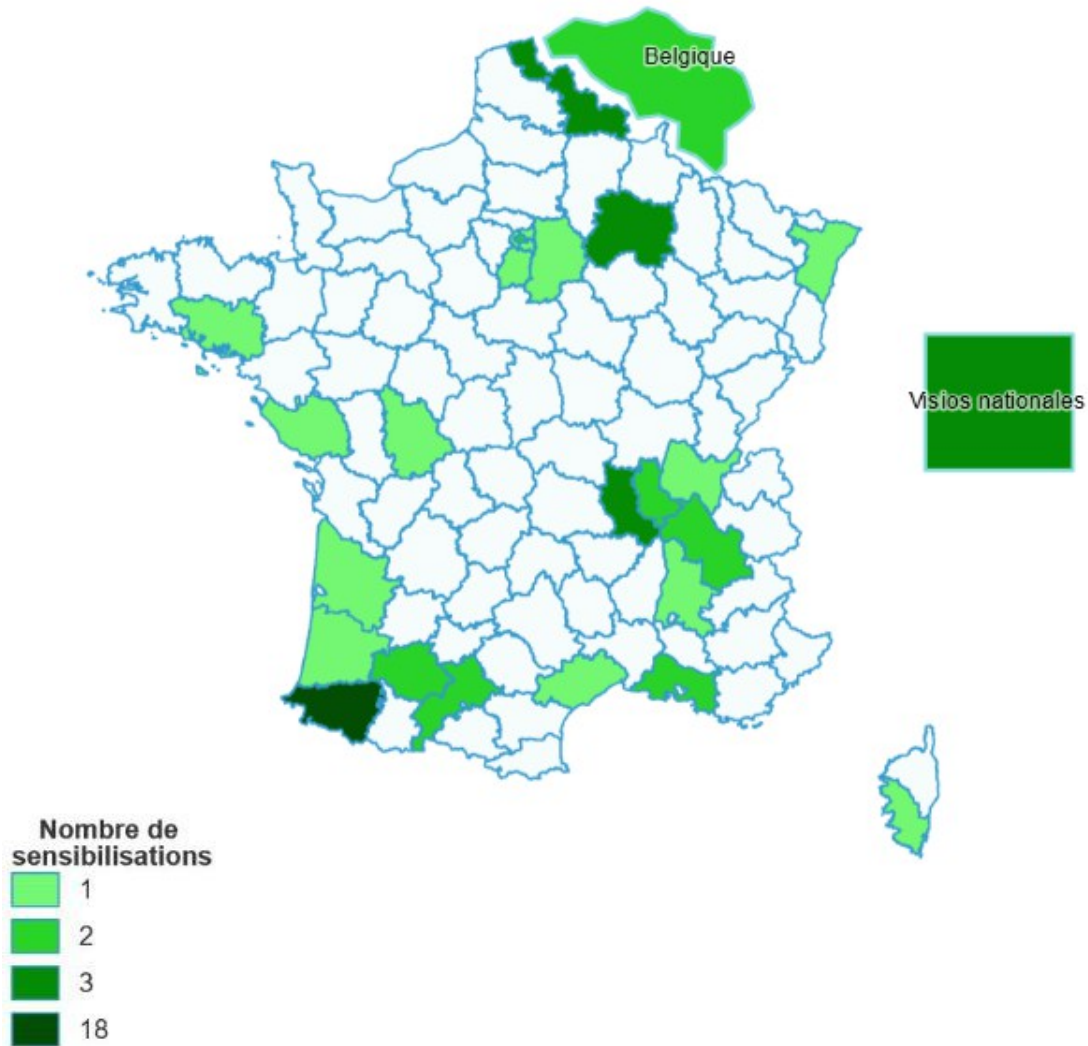 Belgique
Visios nationales
Nombre de
sensibilisations
1
2
3
18